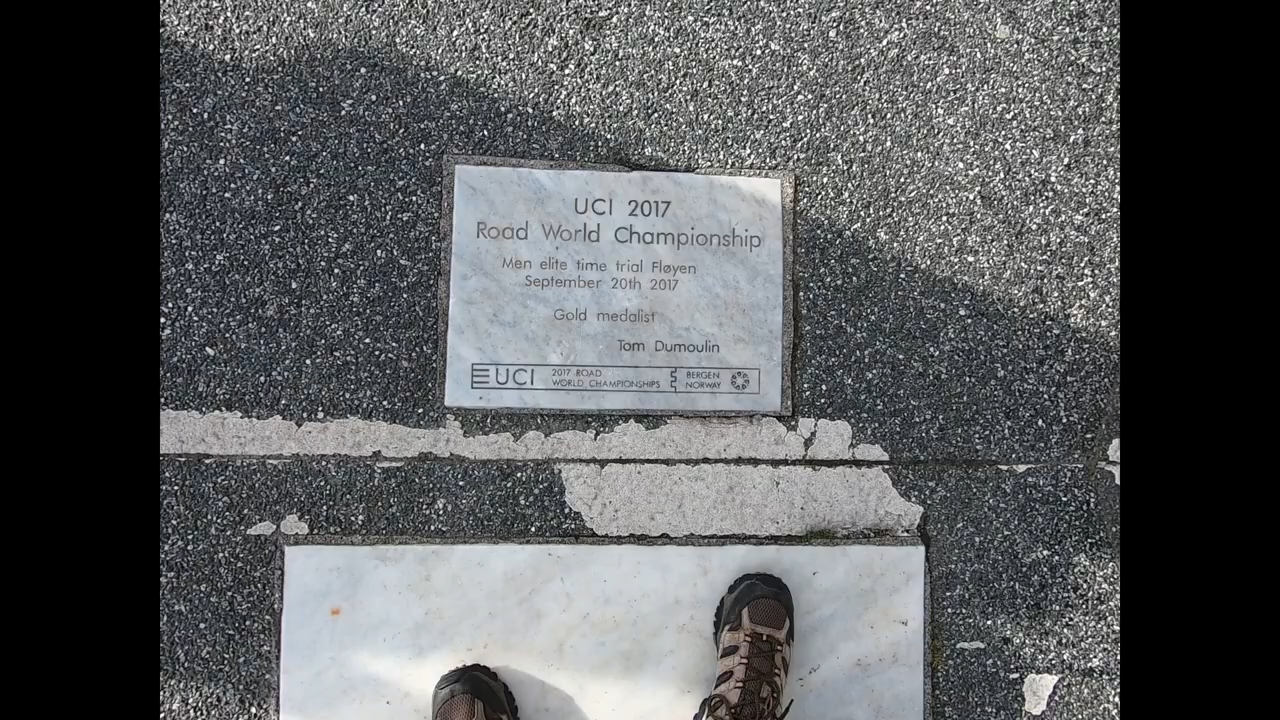 UCI 2017
Road World Championship
Men elite time trial Fløyen
September 20th 2017
Gold medalist
Tom Dumoulin
UCI 2017 ROAD WORLD CHAMPIONSHIPS BERGEN NORWAY